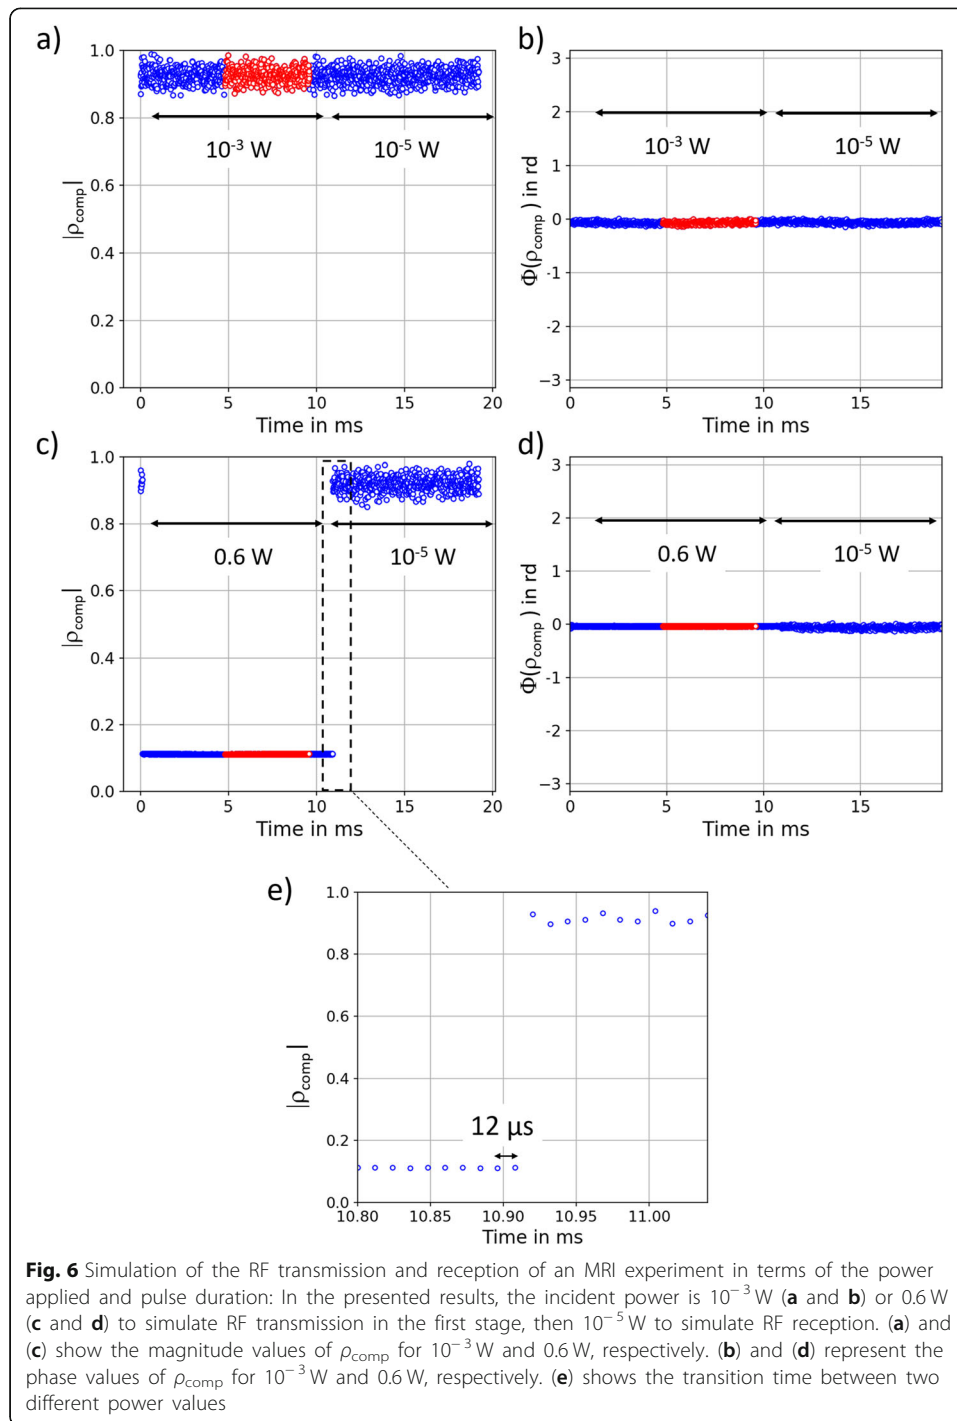 a)
1.0
0.8
0.6
0.4
0.2
0.0
|ρcomp|
10-3 W
10-5 W
0
5
10
15
20
Time in ms
b)
3
2
1
0
-1
-2
−3
Φ(ρcomp) in rd
10-3 W
10-5 W
0
5
10
15
Time in ms
c)
1.0
0.8
0.6
0.4
0.2
0.0
|ρcomp|
0.6 W
10-5 W
0
5
10
15
20
Time in ms
d)
3
2
1
0
-1
-2
−3
Φ(ρcomp) in rd
0.6 W
10-5 W
0
5
10
15
Time in ms
e)
1.0
0.8
0.6
0.4
0.2
0.0
|ρcomp|
12 µs
10.80
10.85
10.90
10.95
11.00
Time in ms
Fig. 6 Simulation of the RF transmission and reception of an MRI experiment in terms of the power
applied and pulse duration: In the presented results, the incident power is 10− 3 W (a and b) or 0.6 W
(c and d) to simulate RF transmission in the first stage, then 10− 5 W to simulate RF reception. (a) and
(c) show the magnitude values of ρcomp for 10− 3 W and 0.6 W, respectively. (b) and (d) represent the
phase values of ρcomp for 10− 3 W and 0.6 W, respectively. (e) shows the transition time between two
different power values